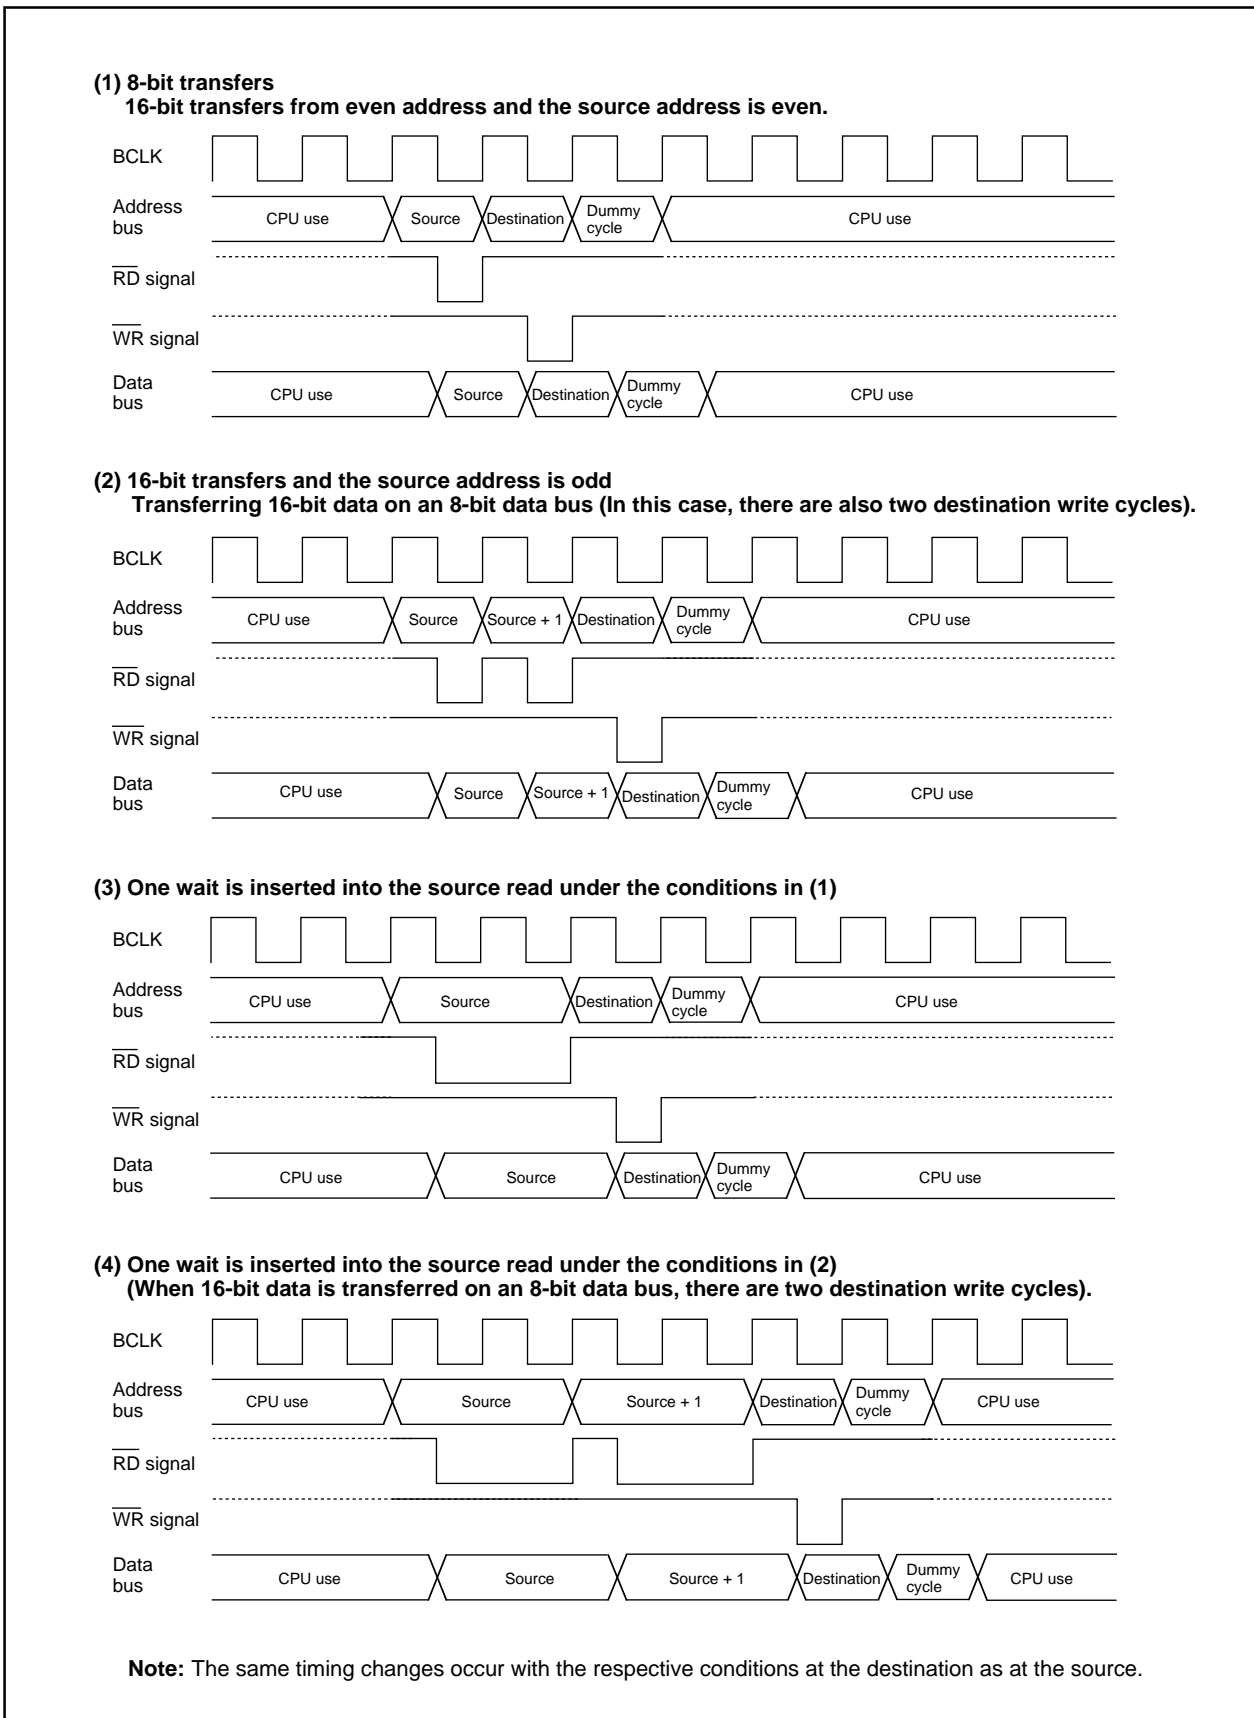 (1) 8-bit transfers
16-bit transfers from even address and the source address is even.
BCLK
Address
bus
CPU use
Source
Destination
Dummy
cycle
CPU use
RD signal
WR signal
Data
bus
CPU use
Source
Destination
Dummy
cycle
CPU use
(2) 16-bit transfers and the source address is odd
Transferring 16-bit data on an 8-bit data bus (In this case, there are also two destination write cycles).
BCLK
Address
bus
CPU use
Source
Source + 1
Destination
Dummy
cycle
CPU use
RD signal
WR signal
Data
bus
CPU use
Source
Source + 1
Destination
Dummy
cycle
CPU use
(3) One wait is inserted into the source read under the conditions in (1)
BCLK
Address
bus
CPU use
Source
Destination
Dummy
cycle
CPU use
RD signal
WR signal
Data
bus
CPU use
Source
Destination
Dummy
cycle
CPU use
(4) One wait is inserted into the source read under the conditions in (2)
(When 16-bit data is transferred on an 8-bit data bus, there are two destination write cycles).
BCLK
Address
bus
CPU use
Source
Source + 1
Destination
Dummy
cycle
CPU use
RD signal
WR signal
Data
bus
CPU use
Source
Source + 1
Destination
Dummy
cycle
CPU use
Note: The same timing changes occur with the respective conditions at the destination as at the source.